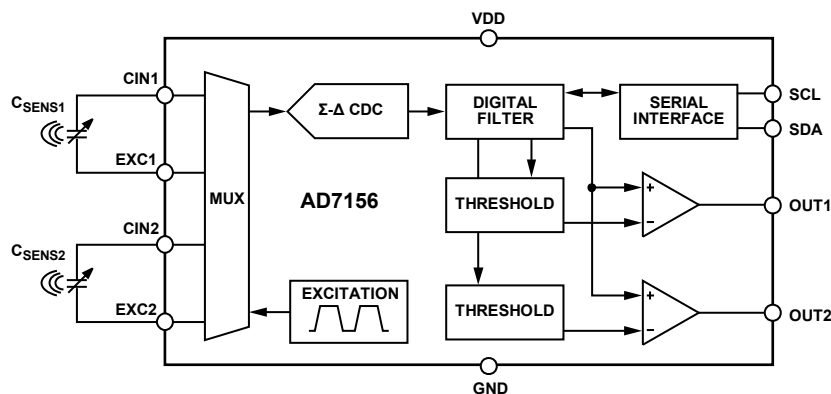 VDD
CIN1
CSENS1
EXC1
CIN2
CSENS2
EXC2
MUX
Σ-Δ CDC
AD7156
EXCITATION
DIGITAL
FILTER
THRESHOLD
THRESHOLD
SERIAL
INTERFACE
SCL
SDA
+
–
OUT1
+
–
OUT2
GND